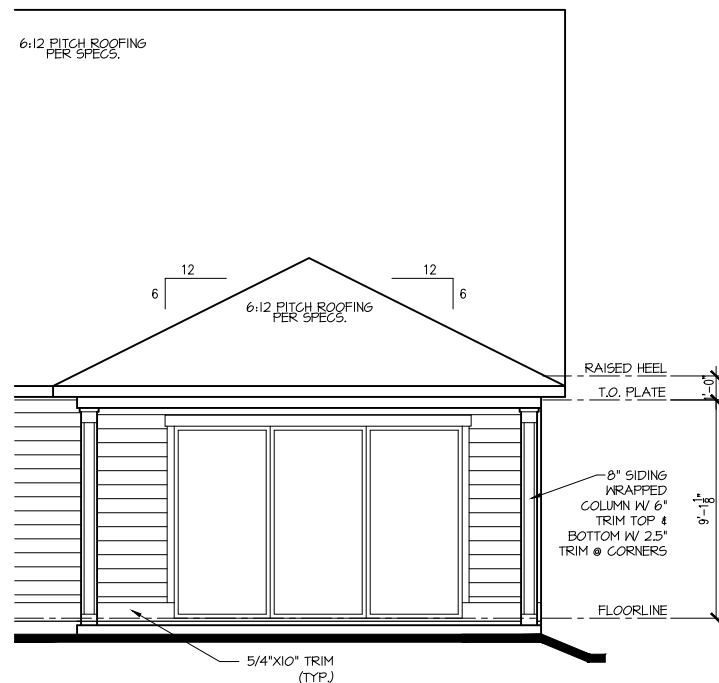 6:12 PITCH ROOFING
PER SPECS.
12
6
12
6
6:12 PITCH ROOFING
PER SPECS.
RAISED HEEL
1'-0"
T.O. PLATE
8" SIDING
WRAPPED
COLUMN W/ 6"
TRIM TOP &
BOTTOM W/ 2.5"
TRIM @ CORNERS
9'-1 1/8"
FLOORLINE
5/4"X10" TRIM
(TYP.)